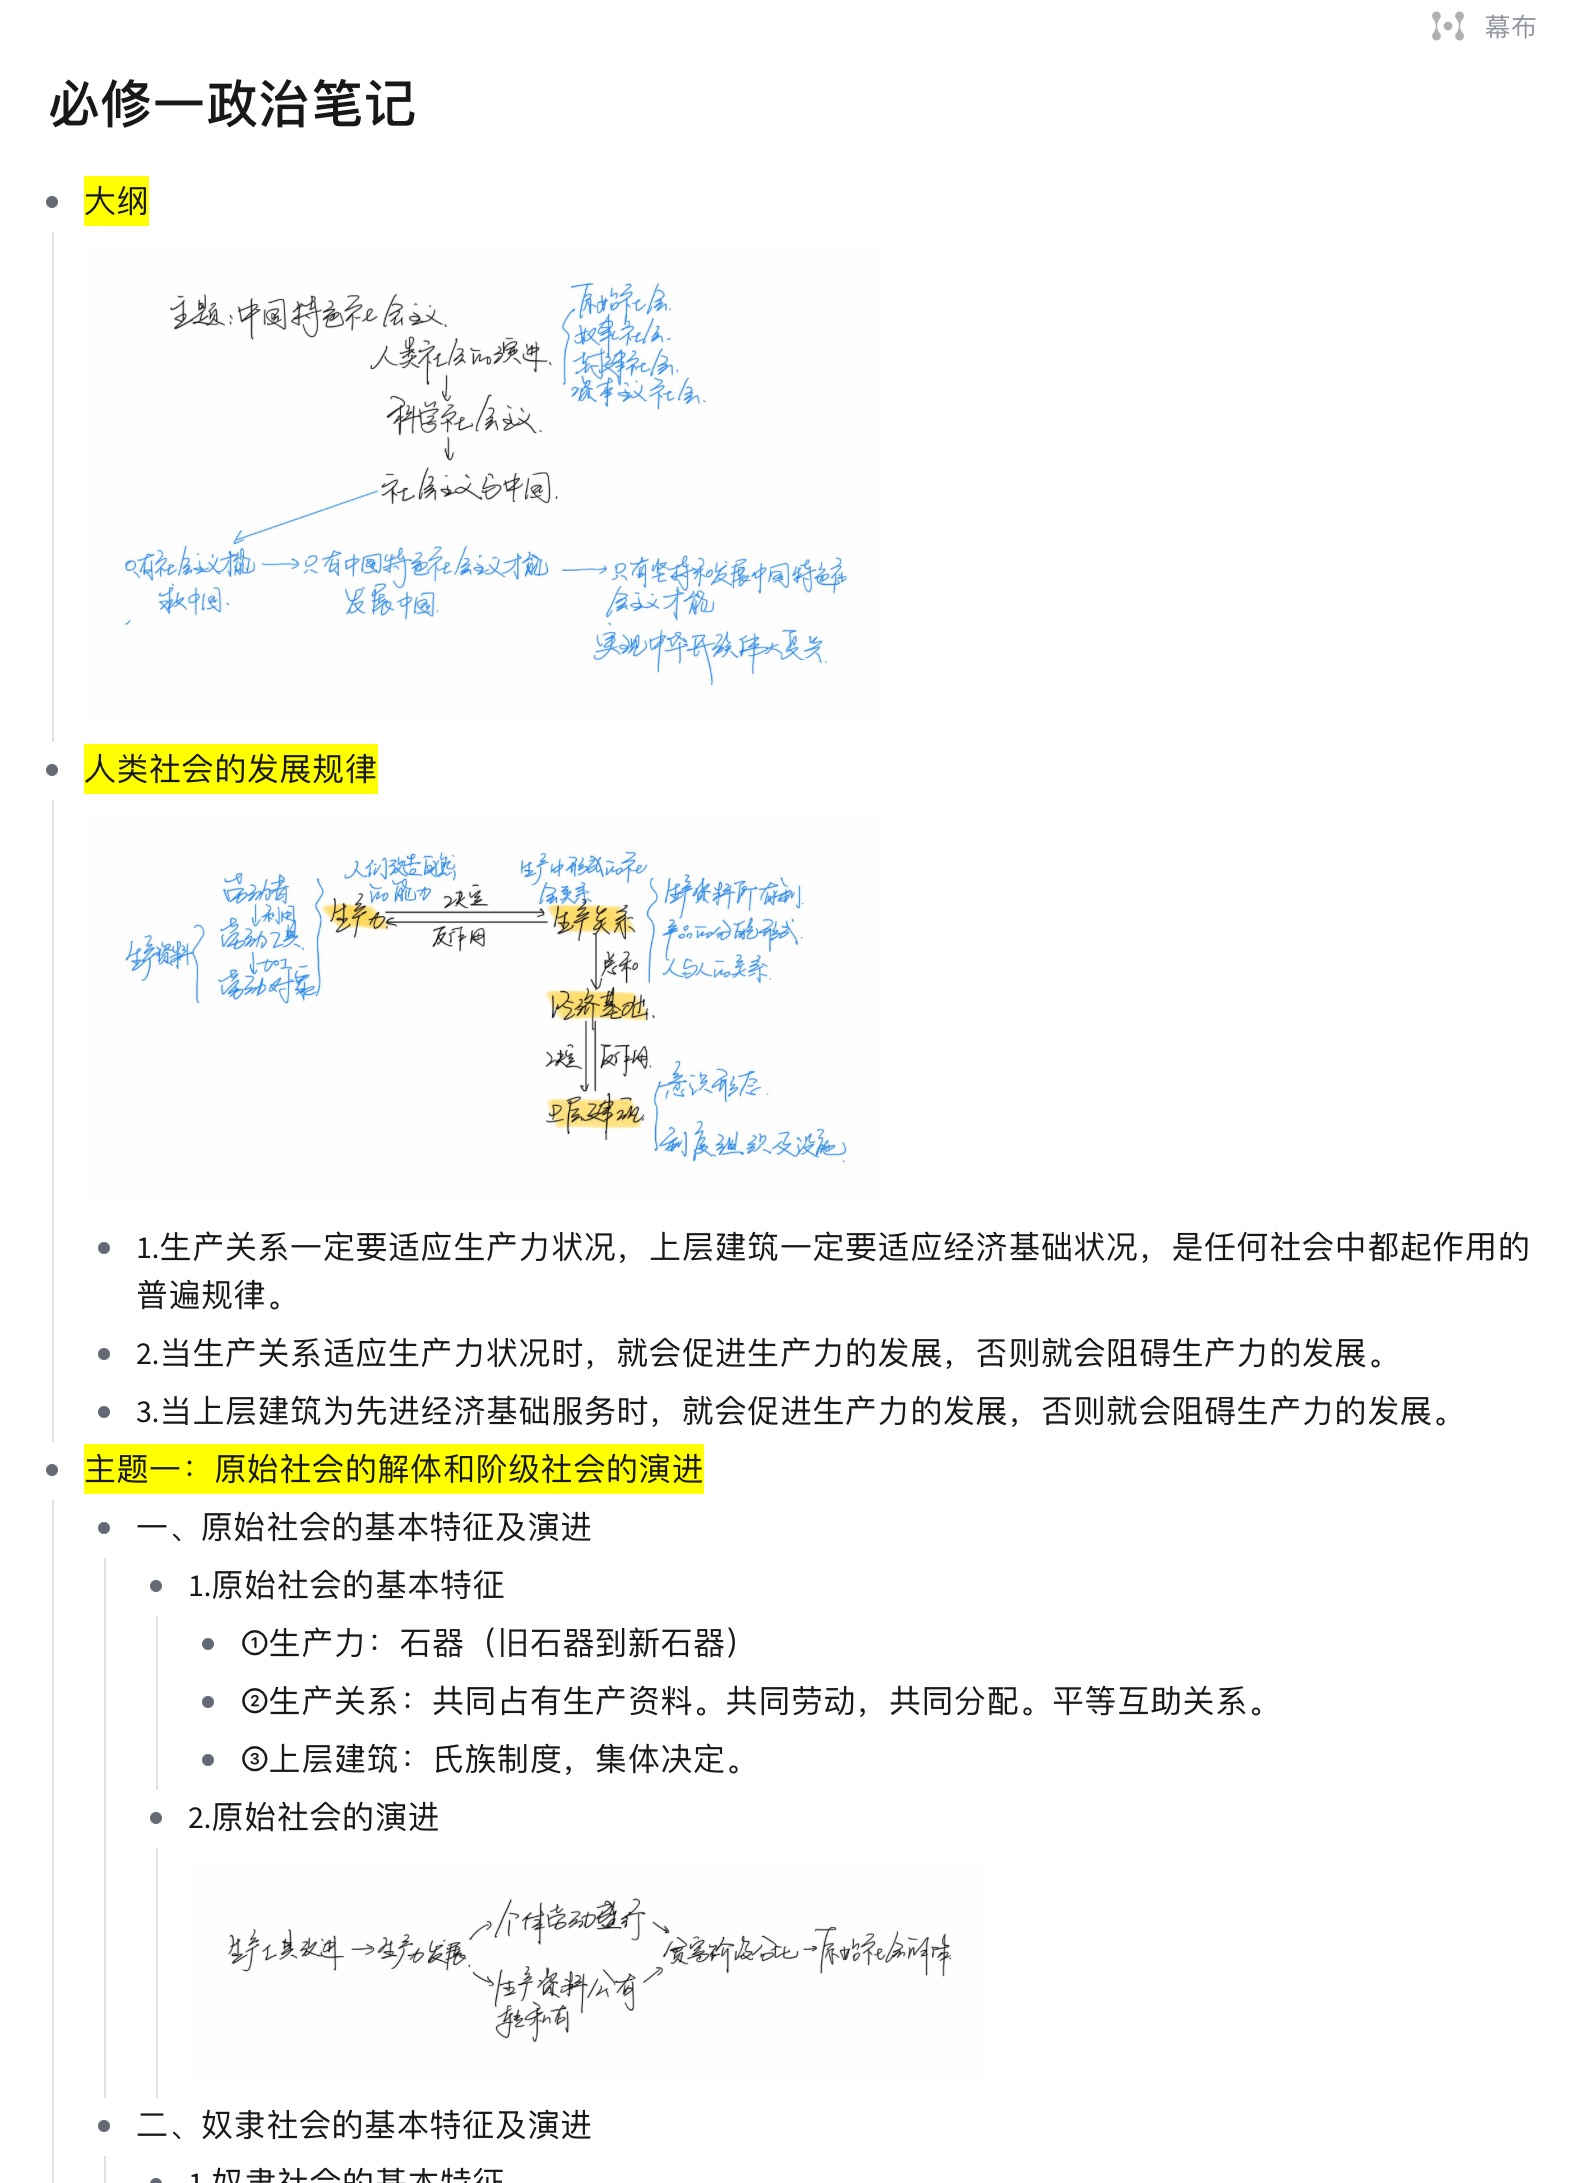 幕布
必修一政治笔记
大纲
主题:中国特色社会主义.
人类社会的演进.
原始社会.
奴隶社会.
封建社会.
资本主义社会.
科学社会主义.
社会主义与中国.
只有社会主义才能
救中国.
只有中国特色社会主义才能
发展中国.
只有坚持和发展中国特色社
会主义才能
实现中华民族伟大复兴.
人类社会的发展规律
人们改造自然
的能力
生产中形成的社
会关系
劳动者
利用
劳动工具
加工
劳动对象
生产资料
生产力
决定
反作用
生产关系
生产资料所有制
产品的分配形式.
人与人的关系.
总和
经济基础.
决定
反作用.
上层建筑.
意识形态.
制度组织及设施.
1.生产关系一定要适应生产力状况，上层建筑一定要适应经济基础状况，是任何社会中都起作用的
普遍规律。
2.当生产关系适应生产力状况时，就会促进生产力的发展，否则就会阻碍生产力的发展。
3.当上层建筑为先进经济基础服务时，就会促进生产力的发展，否则就会阻碍生产力的发展。
主题一：原始社会的解体和阶级社会的演进
一、原始社会的基本特征及演进
1.原始社会的基本特征
①生产力：石器（旧石器到新石器）
②生产关系：共同占有生产资料。共同劳动，共同分配。平等互助关系。
③上层建筑：氏族制度，集体决定。
2.原始社会的演进
生产工具改进→生产力发展.
个体劳动盛行
生产资料公有
转私有
贫富阶级分化→原始社会解体
二、奴隶社会的基本特征及演进
1.奴隶社会的基本特征